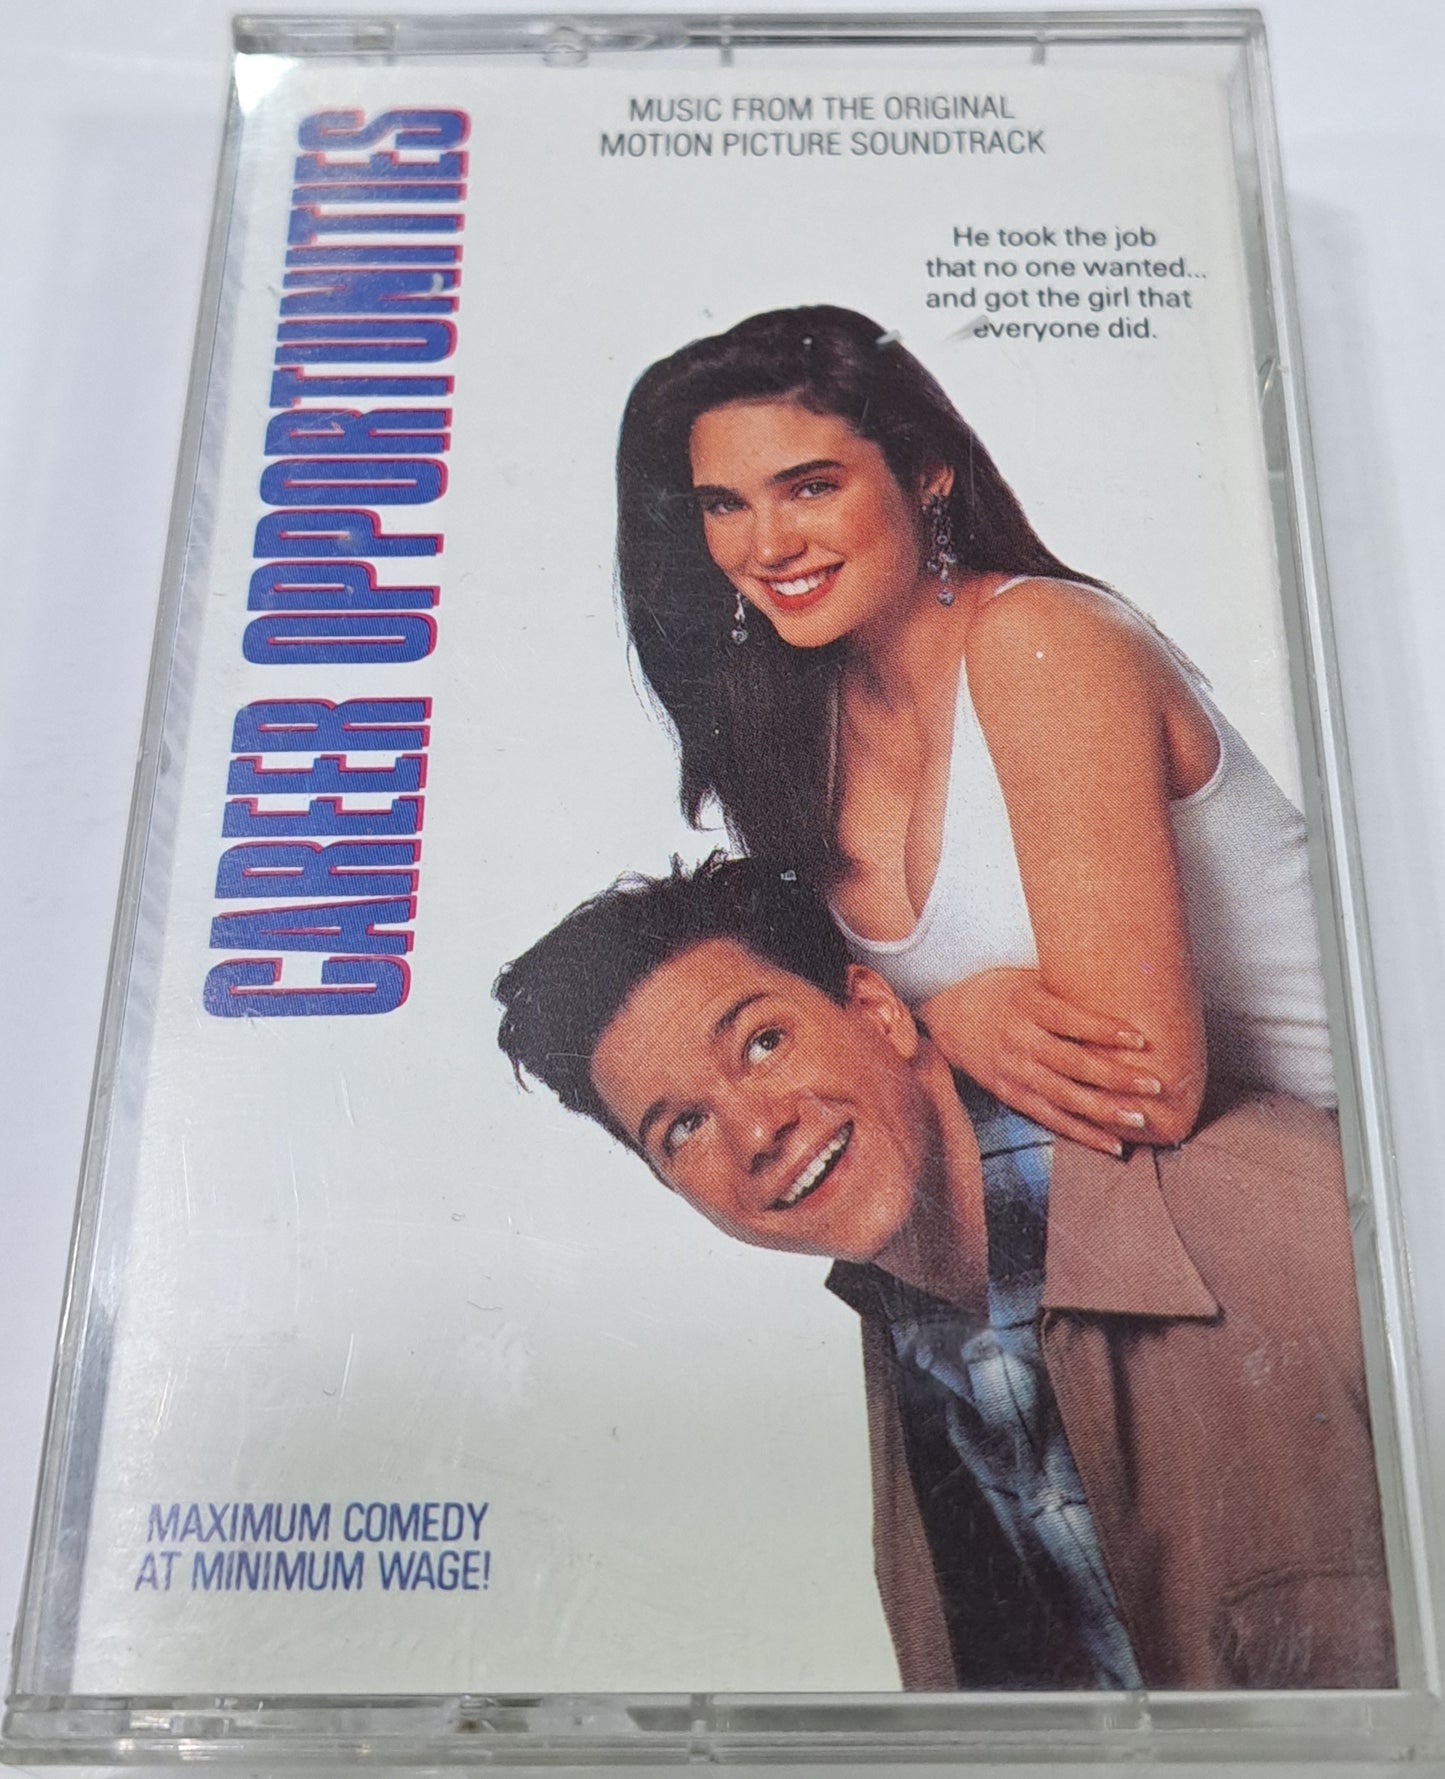 MUSIC FROM THE ORIGINAL
MOTION PICTURE SOUNDTRACK
He took the job
that no one wanted...
and got the girl that
everyone did.
CAREER OPPORTUNITIES
MAXIMUM COMEDY
AT MINIMUM WAGE!